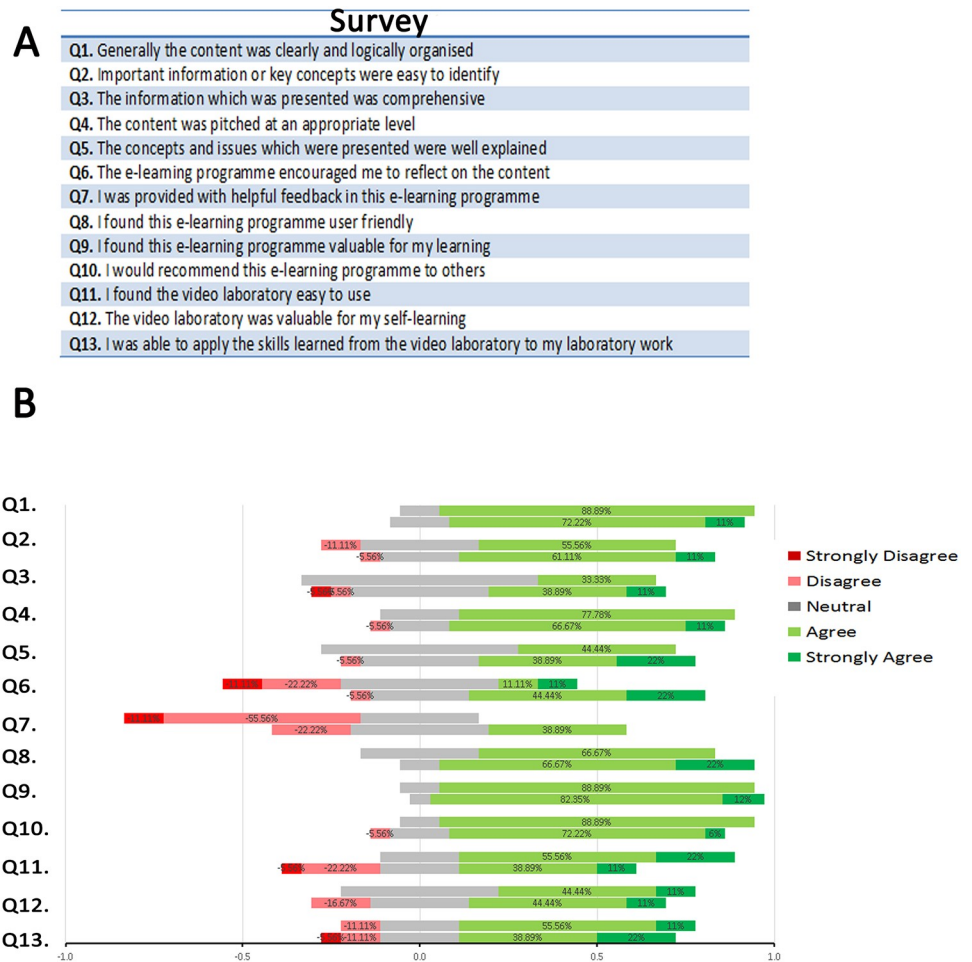 A
Survey
Q1. Generally the content was clearly and logically organised
Q2. Important information or key concepts were easy to identify
Q3. The information which was presented was comprehensive
Q4. The content was pitched at an appropriate level
Q5. The concepts and issues which were presented were well explained
Q6. The e-learning programme encouraged me to reflect on the content
Q7. I was provided with helpful feedback in this e-learning programme
Q8. I found this e-learning programme user friendly
Q9. I found this e-learning programme valuable for my learning
Q10. I would recommend this e-learning programme to others
Q11. I found the video laboratory easy to use
Q12. The video laboratory was valuable for my self-learning
Q13. I was able to apply the skills learned from the video laboratory to my laboratory work
B
Q1.
88.89%
72.22% 11%
Q2.
-11.11% 55.56%
-5.56% 61.11% 11%
Q3.
33.33%
38.89% 11%
Q4.
77.78%
-5.56% 66.67% 11%
Q5.
44.44%
-5.56% 38.89% 22%
Q6.
-22.22% 11.11% 11%
-5.56% 44.44% 22%
Q7.
-55.56%
-22.22% 38.89%
Q8.
66.67%
66.67% 22%
Q9.
88.89%
82.35% 12%
Q10.
88.89%
-5.56% 72.22% 6%
Q11.
55.56% 22%
-22.22% 38.89% 11%
Q12.
44.44% 11%
-16.67% 44.44% 11%
Q13.
-11.11% 55.56% 11%
-11.11% 38.89% 22%
-1.0 -0.5 0.0 0.5 1.0
Strongly Disagree
Disagree
Neutral
Agree
Strongly Agree